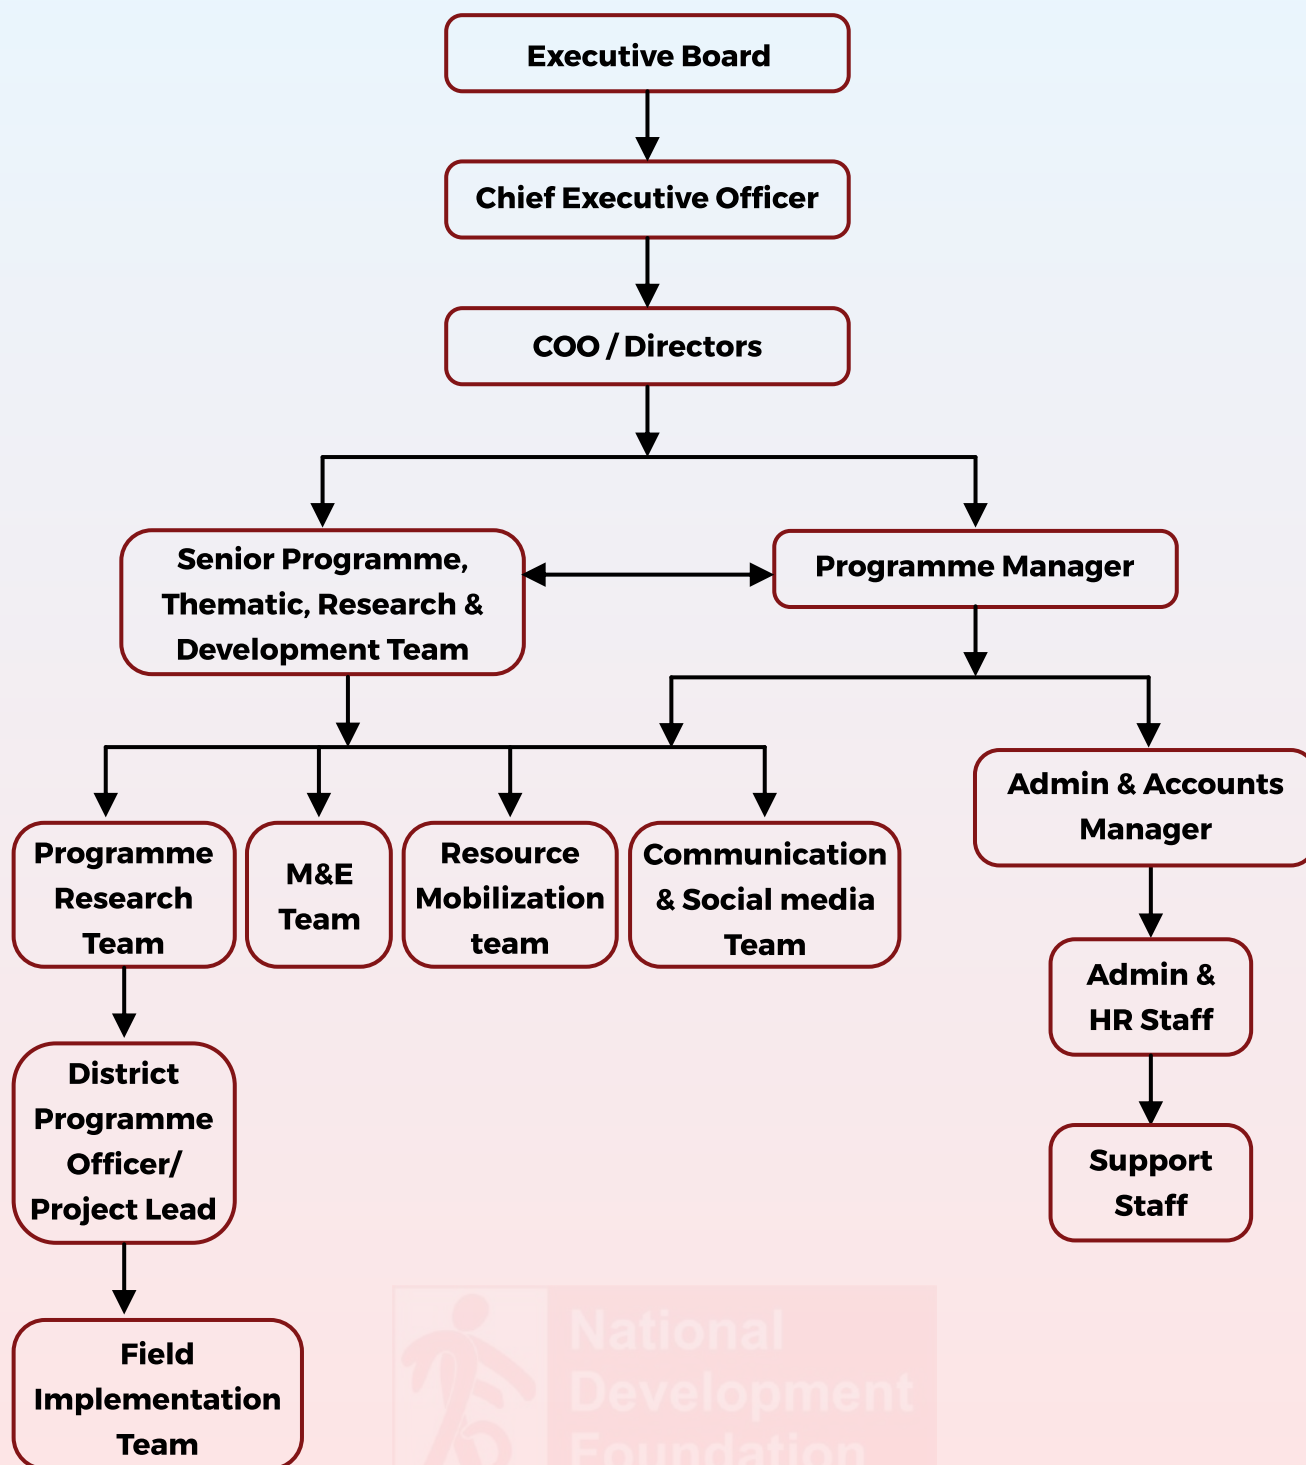 Executive Board
Chief Executive Officer
COO / Directors
Senior Programme,
Thematic, Research &
Development Team
Programme Manager
Programme
Research
Team
M&E
Team
Resource
Mobilization
team
Communication
& Social media
Team
Admin & Accounts
Manager
Admin &
HR Staff
District
Programme
Officer/
Project Lead
Support
Staff
Field
Implementation
Team
National
Development
Foundation